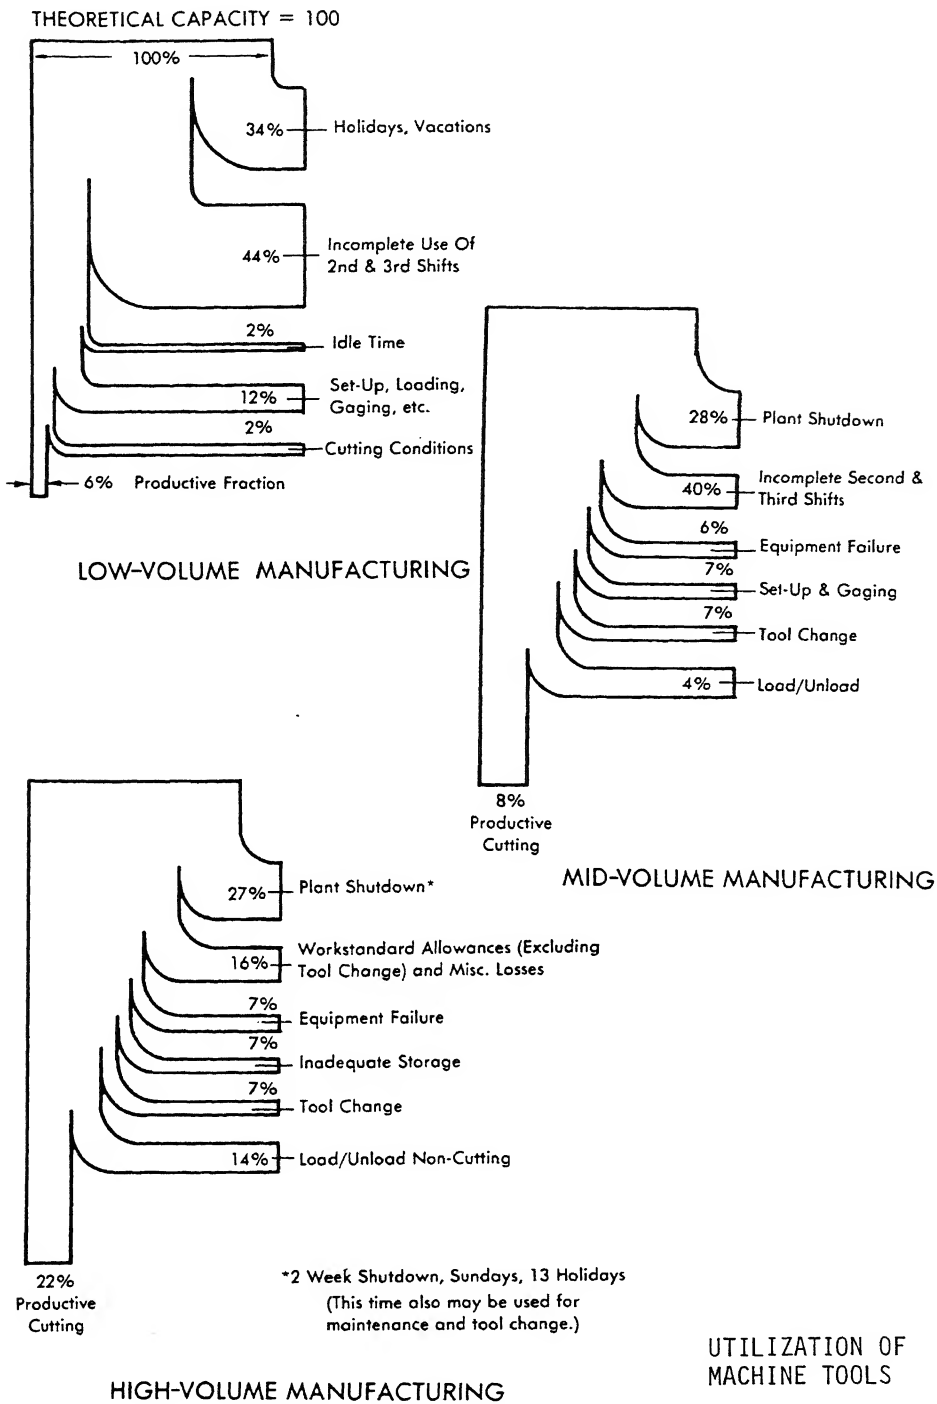 THEORETICAL CAPACITY = 100
100%
34%
Holidays, Vacations
44%
Incomplete Use Of
2nd & 3rd Shifts
2%
Idle Time
12%
Set-Up, Loading,
Gaging, etc.
2%
Cutting Conditions
6% Productive Fraction
LOW-VOLUME MANUFACTURING
28%
Plant Shutdown
40%
Incomplete Second &
Third Shifts
6%
Equipment Failure
7%
Set-Up & Gaging
7%
Tool Change
4%
Load/Unload
8%
Productive
Cutting
MID-VOLUME MANUFACTURING
27%
Plant Shutdown*
16%
Workstandard Allowances (Excluding
Tool Change) and Misc. Losses
7%
Equipment Failure
7%
Inadequate Storage
7%
Tool Change
14%
Load/Unload Non-Cutting
22%
Productive
Cutting
*2 Week Shutdown, Sundays, 13 Holidays
(This time also may be used for
maintenance and tool change.)
HIGH-VOLUME MANUFACTURING
UTILIZATION OF
MACHINE TOOLS